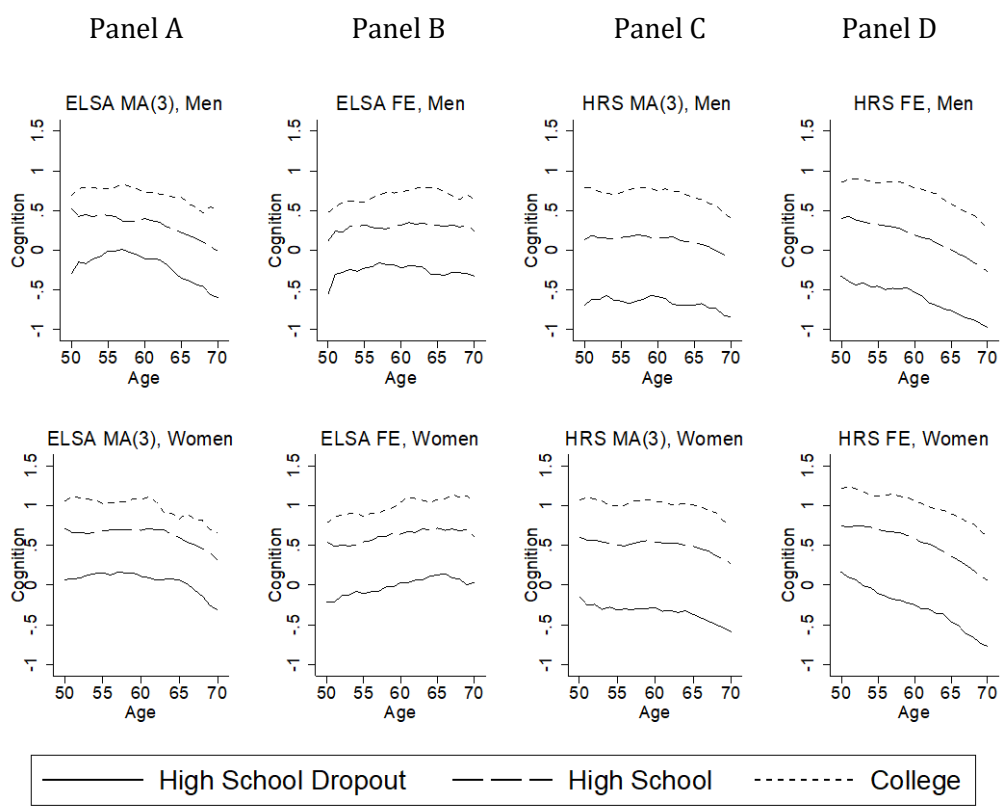 Panel A Panel B Panel C Panel D
ELSA MA(3), Men ELSA FE, Men HRS MA(3), Men HRS FE, Men
Cognition Cognition Cognition Cognition
1.5 1.5 1.5 1.5
1 1 1 1
.5 .5 .5 .5
0 0 0 0
-.5 -.5 -.5 -.5
-1 -1 -1 -1
50 55 60 65 70 50 55 60 65 70 50 55 60 65 70 50 55 60 65 70
Age Age Age Age
ELSA MA(3), Women ELSA FE, Women HRS MA(3), Women HRS FE, Women
Cognition Cognition Cognition Cognition
1.5 1.5 1.5 1.5
1 1 1 1
.5 .5 .5 .5
0 0 0 0
-.5 -.5 -.5 -.5
-1 -1 -1 -1
50 55 60 65 70 50 55 60 65 70 50 55 60 65 70 50 55 60 65 70
Age Age Age Age
High School Dropout High School College